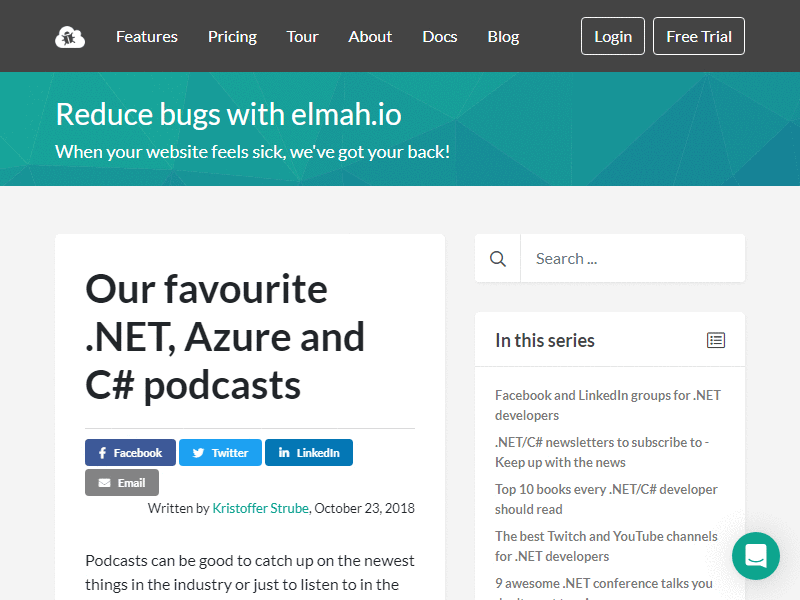 Features Pricing Tour About Docs Blog Login Free Trial
Reduce bugs with elmah.io
When your website feels sick, we've got your back!
Our favourite
.NET, Azure and
C# podcasts
Facebook Twitter LinkedIn
Email
Written by Kristoffer Strube, October 23, 2018
Podcasts can be good to catch up on the newest
things in the industry or just to listen to in the
Search ...
In this series
Facebook and LinkedIn groups for .NET
developers
.NET/C# newsletters to subscribe to -
Keep up with the news
Top 10 books every .NET/C# developer
should read
The best Twitch and YouTube channels
for .NET developers
9 awesome .NET conference talks you